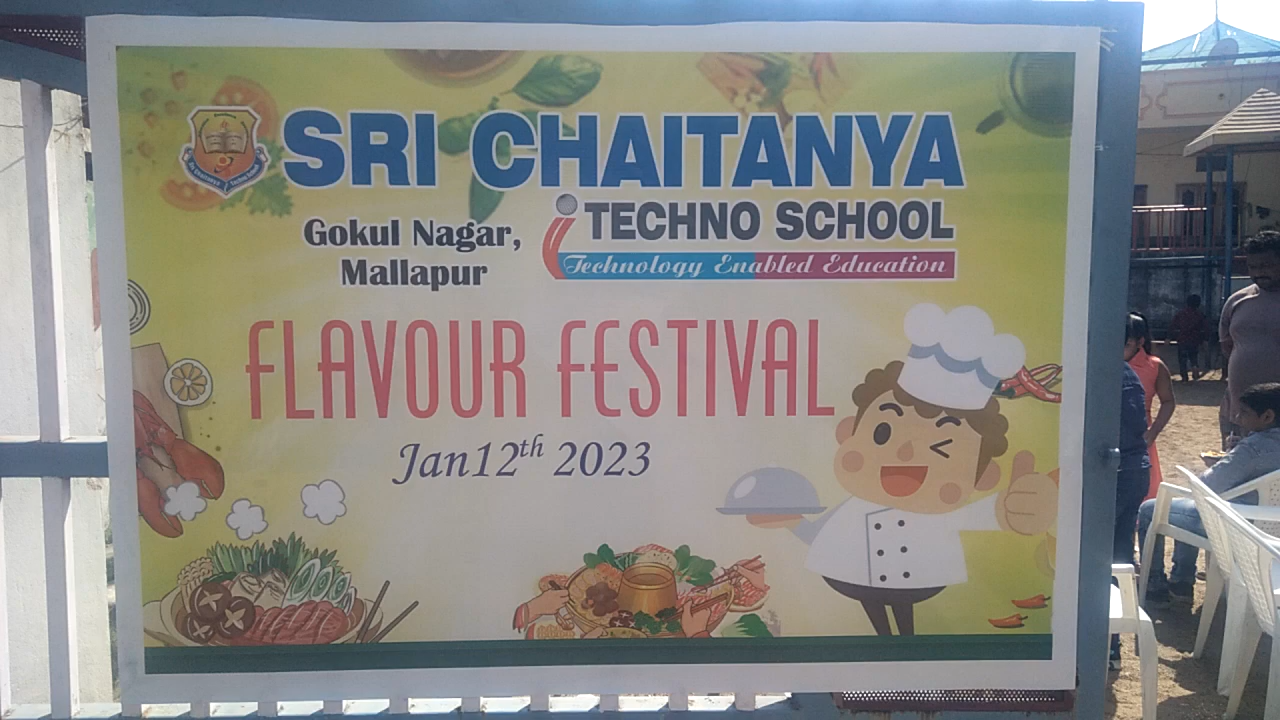 SRI CHAITANYA
TECHNO SCHOOL
Technology Enabled Education
Gokul Nagar,
Mallapur
FLAVOUR FESTIVAL
Jan12th 2023